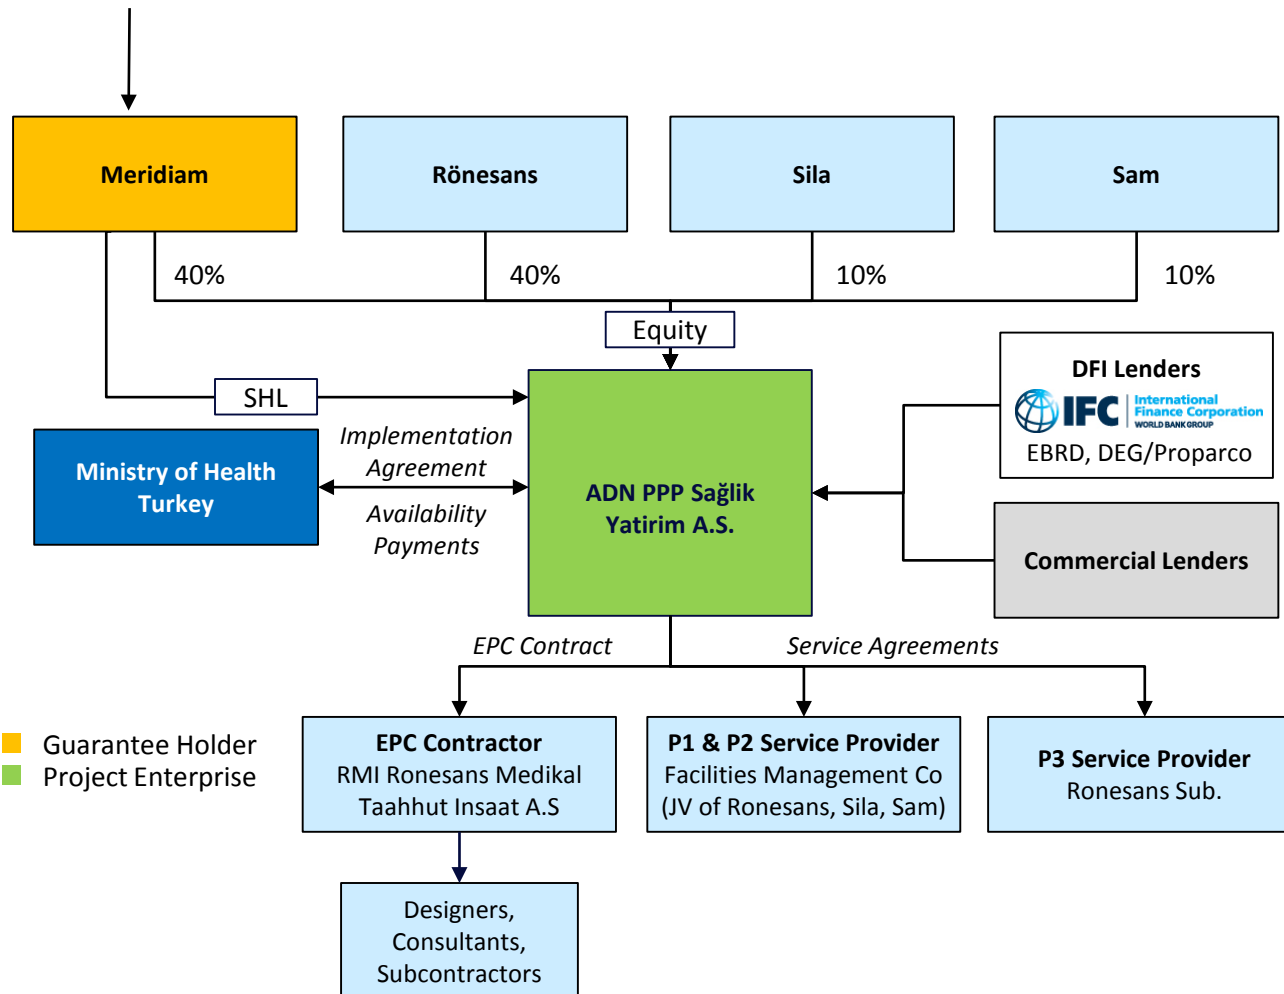 Meridiam
Rönesans
Sila
Sam
40%
40%
10%
10%
Equity
SHL
DFI Lenders
IFC
International
Finance Corporation
WORLD BANK GROUP
EBRD, DEG/Proparco
Implementation
Agreement
Ministry of Health
Turkey
Availability
Payments
ADN PPP Sağlik
Yatirim A.S.
Commercial Lenders
EPC Contract
Service Agreements
Guarantee Holder
Project Enterprise
EPC Contractor
RMI Ronesans Medikal
Taahhut Insaat A.S
P1 & P2 Service Provider
Facilities Management Co
(JV of Ronesans, Sila, Sam)
P3 Service Provider
Ronesans Sub.
Designers,
Consultants,
Subcontractors